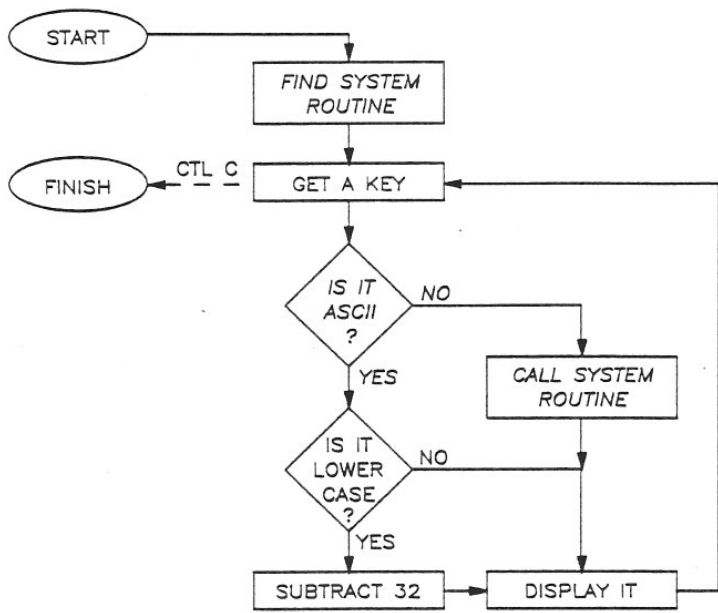 START
FIND SYSTEM
ROUTINE
CTL C
FINISH
GET A KEY
IS IT
ASCII
?
NO
YES
CALL SYSTEM
ROUTINE
IS IT
LOWER
CASE
?
NO
YES
SUBTRACT 32
DISPLAY IT